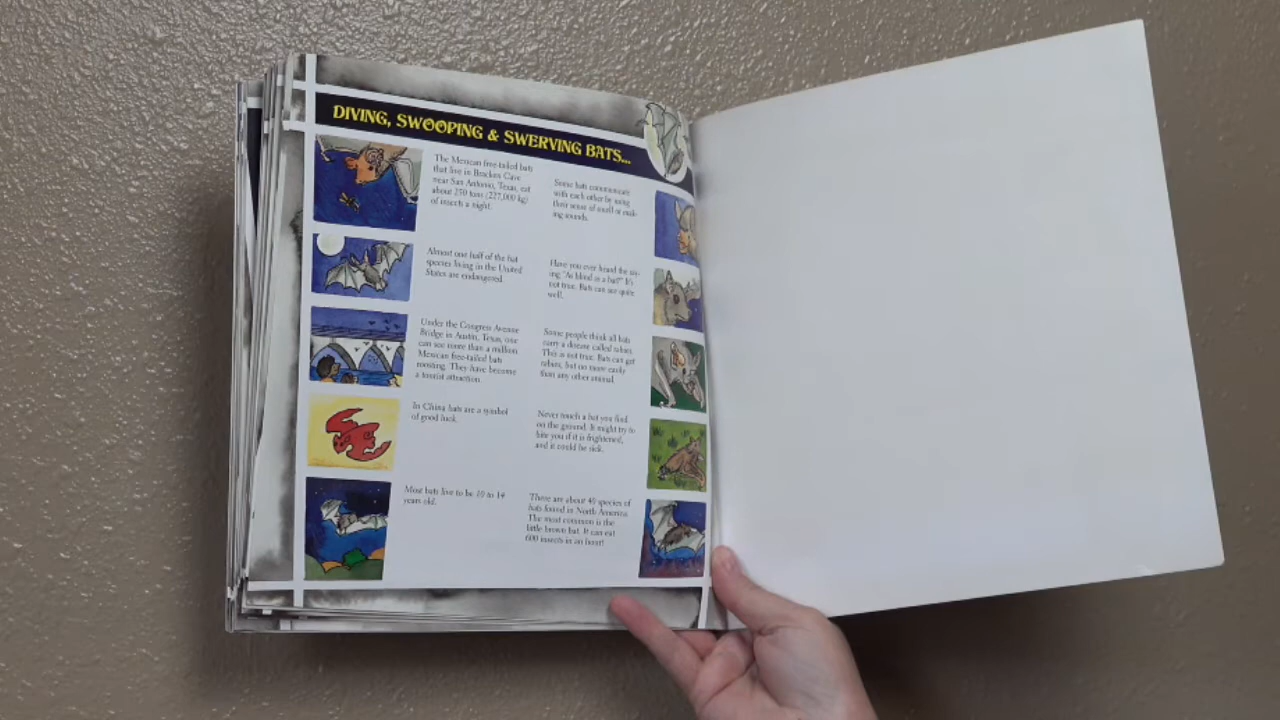 DIVING, SWOOPING & SWERVING BATS...
The Mexican free-tailed bats
that live in Bracken Cave
near San Antonio, Texas, eat
about 250 tons (227,000 kg)
of insects a night.
Almost one half of the bat
species living in the United
States are endangered.
Under the Congress Avenue
Bridge in Austin, Texas, one
can see more than a million
Mexican free-tailed bats
roosting. They have become
a tourist attraction.
In China bats are a symbol
of good luck.
Most bats live to be 10 to 14
years old.
Some bats communicate
with each other by using
their sense of smell or mak-
ing sounds.
Have you ever heard the say-
ing "As blind as a bat?" It's
not true. Bats can see quite
well.
Some people think all bats
carry a disease called rabies.
This is not true. Bats can get
rabies, but no more easily
than any other animal.
Never touch a bat you find
on the ground. It might try to
bite you if it is frightened,
and it could be sick.
There are about 40 species of
bats found in North America.
The most common is the
little brown bat. It can eat
600 insects in an hour!